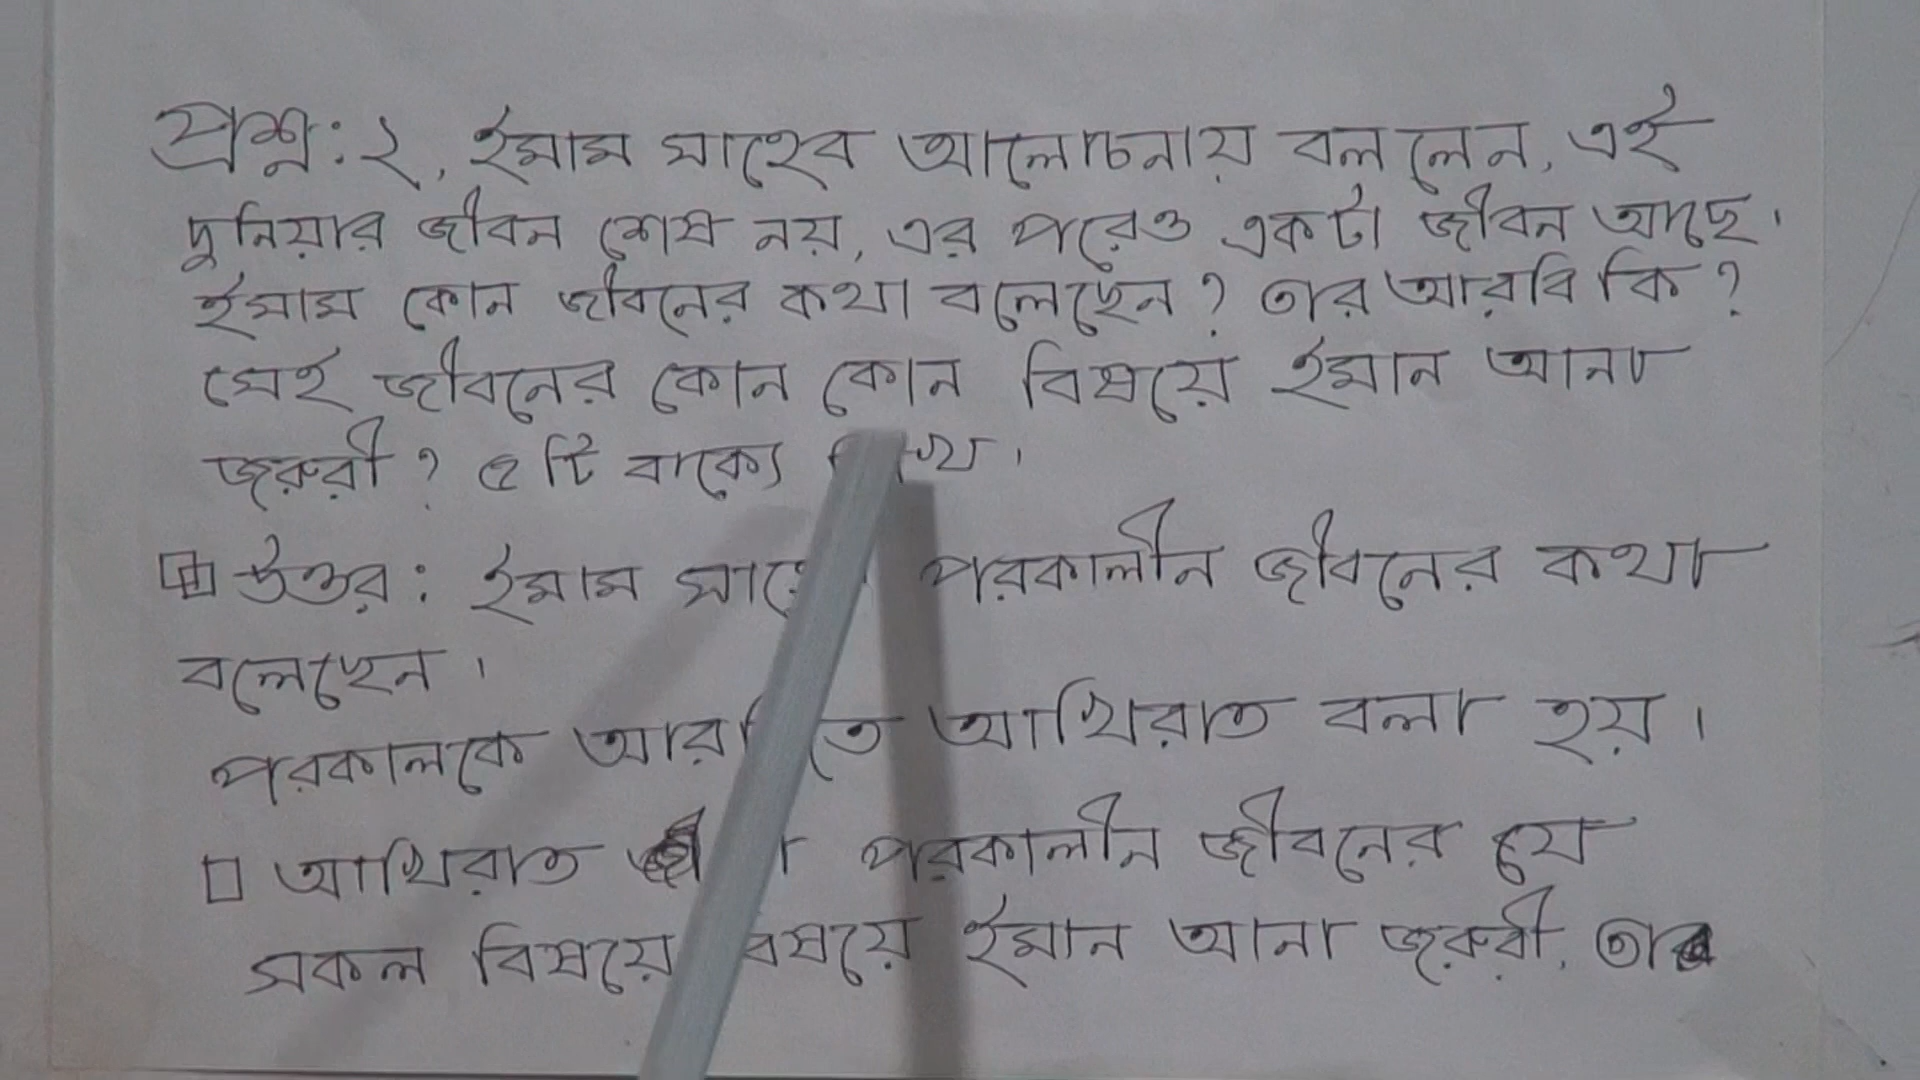 প্রশ্ন: ২, ইমাম সাহেব আলোচনায় বললেন, এই
দুনিয়ার জীবন শেষ নয়, এর পরেও একটা জীবন আছে।
ইমাম কোন জীবনের কথা বলেছেন? তার আরবি কি?
সেই জীবনের কোন কোন বিষয়ে ইমান আনা
জরুরী? ৫ টি বাক্যে
উত্তর: ইমাম পরকালীন জীবনের কথা
বলেছেন।
পরকালকে আখিরাত বলা হয়।
আখিরাত পরকালীন জীবনের যে
সকল বিষয়ে ইমান আনা জরুরী,